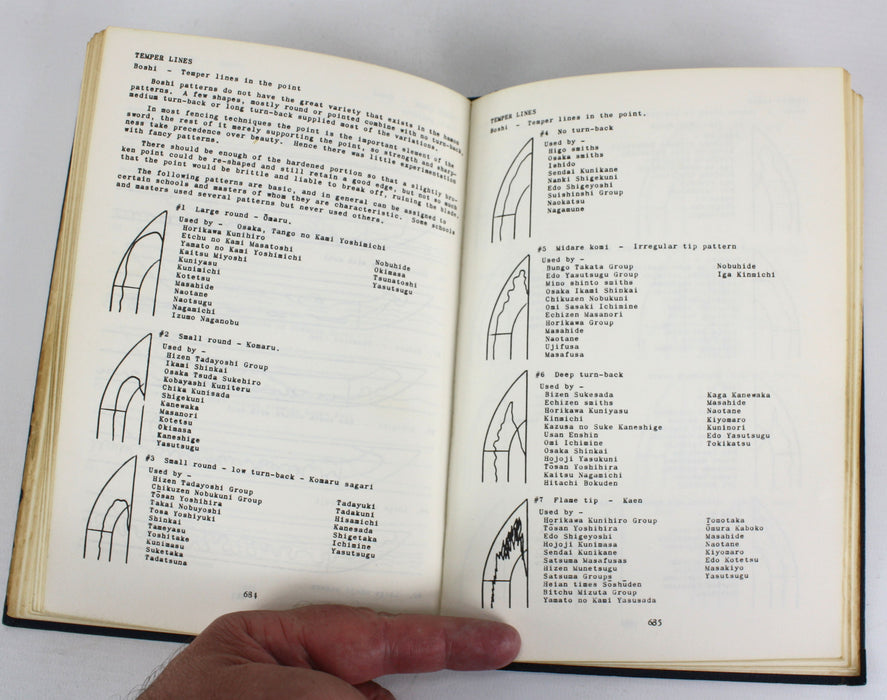 TEMPER LINES
Boshi - Temper lines in the point
Boshi patterns do not have the great variety that exists in the hamon
patterns. A few shapes, mostly round or pointed combine with no turn-back,
medium turn-back or long turn-back supplied most of the variations.
In most fencing techniques the point is the important element of the
sword, the rest of it merely supporting the point, so strength and sharp-
ness take precedence over beauty. Hence there was little experimentation
with fancy patterns.
There should be enough of the hardened portion so that a slightly bro-
ken point could be re-shaped and still retain a good edge, but not so much
that the point would be brittle and liable to break off, ruining the blade.
The following patterns are basic, and in general can be assigned to
certain schools and masters of whom they are characteristic. Some schools
and masters used several patterns but never used others.
#1 Large round - Ōmaru.
Used by - Osaka, Tango no Kami Yoshimichi
Horikawa Kunihiro
Etchu no Kami Masatoshi
Yamato no Kami Yoshimichi
Kaitsu Miyoshi
Kuniyasu
Kunimichi
Kotetsu
Masahide
Naotane
Naotsugu
Nagamichi
Izumo Naganobu
Nobuhide
Okimasa
Tsunatoshi
Yasutsugu
#2 Small round - Komaru.
Used by -
Hizen Tadayoshi Group
Ikami Shinkai
Osaka Tsuda Sukehiro
Kobayashi Kuniteru
Chika Kunisada
Shigekuni
Kanewaka
Masanori
Kotetsu
Okimasa
Kaneshige
Yasutsugu
#3 Small round - low turn-back - Komaru sagari
Used by -
Hizen Tadayoshi Group
Chikuzen Nobukuni Group
Tōsan Yoshihira
Takai Nobuyoshi
Tosa Yoshiyuki
Shinkai
Tameyasu
Yoshitake
Kunimasu
Suketaka
Tadatsuna
Tadayuki
Tadakuni
Hisamichi
Kanesada
Shigetaka
Ichimine
Yasutsugu
634
TEMPER LINES
Boshi - Temper lines in the point.
#4 No turn-back
Used by -
Higo smiths
Osaka smiths
Ishido
Sendai Kunikane
Nanki Shigekuni
Edo Shigeyoshi
Suishinshi Group
Naokatsu
Nagamune
#5 Midare komi - Irregular tip pattern
Used by -
Bungo Takata Group
Edo Yasutsugu Group
Mino shinto smiths
Osaka Ikami Shinkai
Chikuzen Nobukuni
Omi Sasaki Ichimine
Echizen Masanori
Horikawa Group
Masahide
Naotane
Ujifusa
Masafusa
Nobuhide
Iga Kinmichi
#6 Deep turn-back
Used by -
Bizen Sukesada
Echizen smiths
Horikawa Kuniyasu
Kinmichi
Kazusa no Suke Kaneshige
Usan Enshin
Omi Ichimine
Osaka Shinkai
Hojoji Yasukuni
Tōsan Yoshihira
Kaitsu Nagamichi
Hitachi Bokuden
Kaga Kanewaka
Masahide
Naotane
Kiyomaro
Kuninori
Edo Yasutsugu
Tokikatsu
#7 Flame tip - Kaen
Used by -
Horikawa Kunihiro Group
Tōsan Yoshihira
Edo Shigeyoshi
Hojoji Kunimasa
Sendai Kunikane
Satsuma Masafusas
Hizen Munetsugu
Satsuma Groups
Heian times Sōshūden
Bitchu Mizuta Group
Yamato no Kami Yasusada
Tomotaka
Ōmura Kaboko
Masahide
Naotane
Kiyomaro
Edo Kotetsu
Masakiyo
Yasutsugu
635